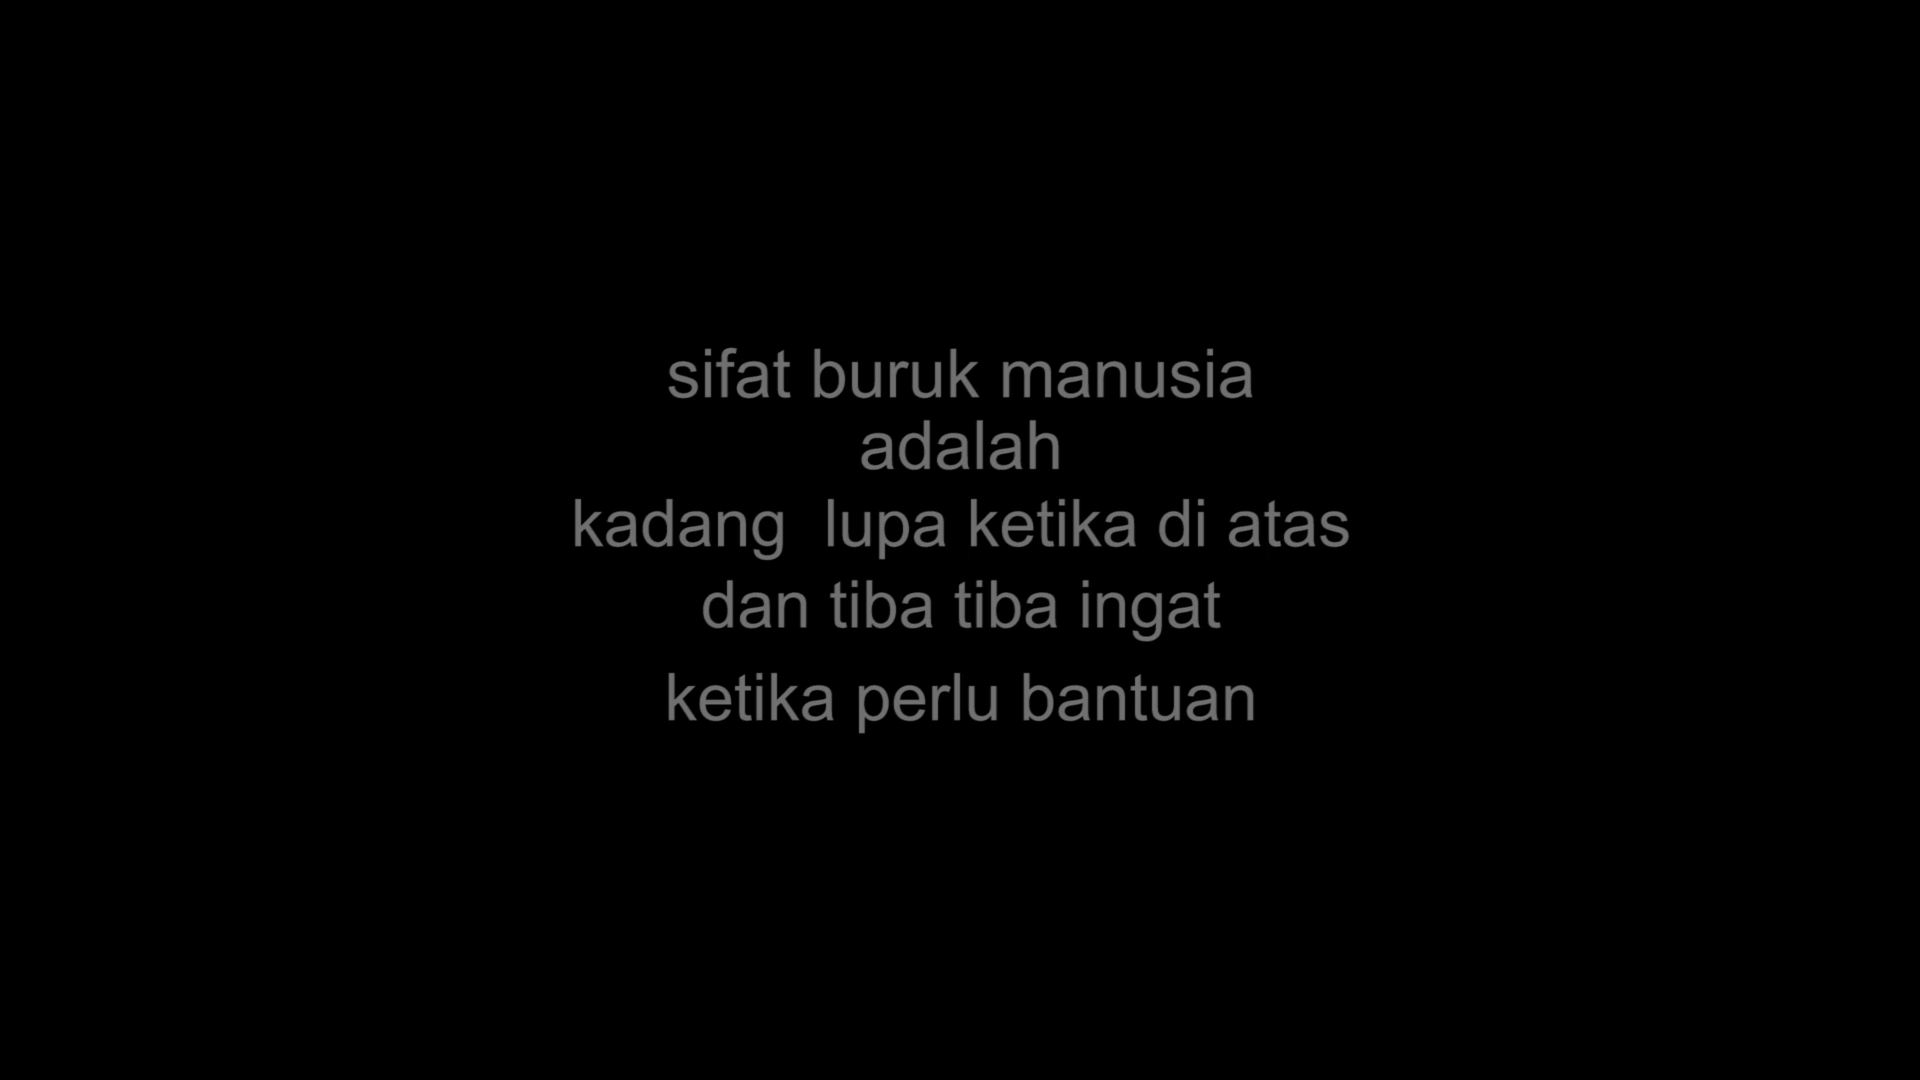 sifat buruk manusia
adalah
kadang  lupa ketika di atas
dan tiba tiba ingat
ketika perlu bantuan